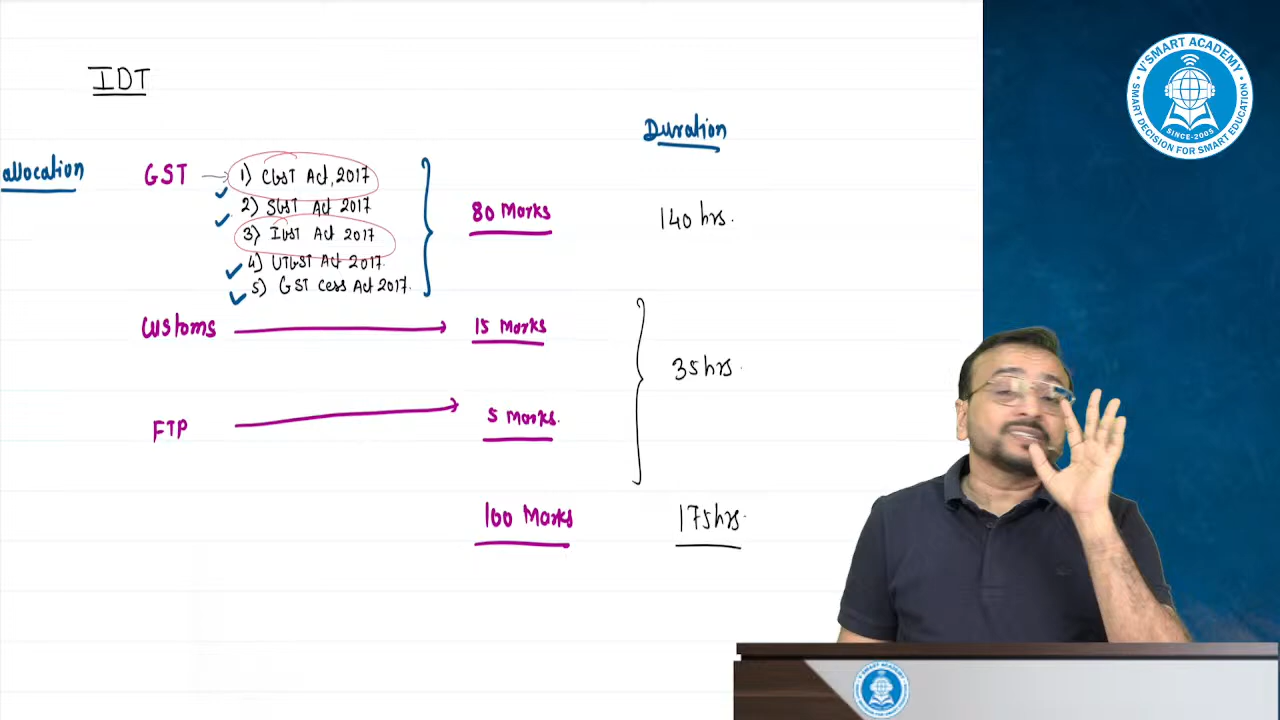 IDT
Duration
allocation
GST
1) CGST Act, 2017
2) SGST Act 2017
3) IGST Act 2017
4) UTGST Act 2017.
5) GST Cess Act 2017.
80 Marks
140 hrs.
Customs
15 Marks
35 hrs.
FTP
5 Marks.
100 Marks
175 hrs.
V'SMART ACADEMY
SMART DECISION FOR SMART EDUCATION
SINCE-2005
V'SMART ACADEMY